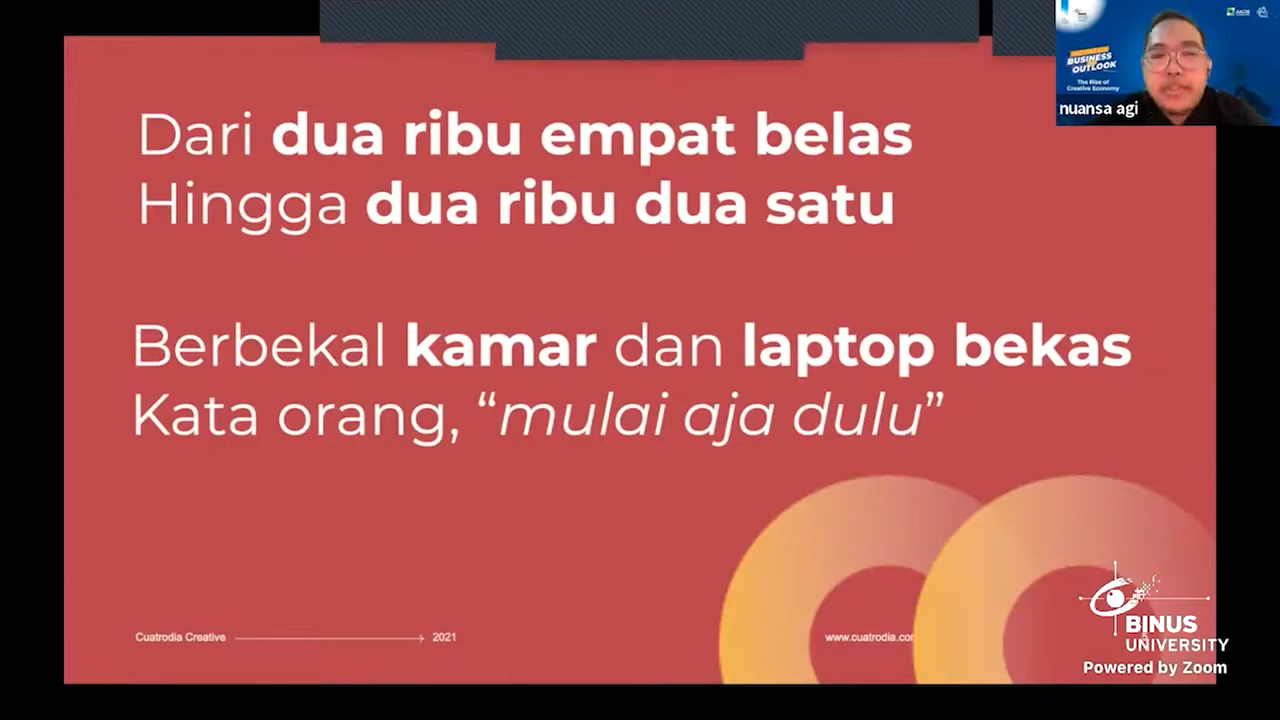 Dari dua ribu empat belas
Hingga dua ribu dua satu
Berbekal kamar dan laptop bekas
Kata orang, “mulai aja dulu”
Cuatrodia Creative
2021
www.cuatrodia.com
INDONESIA
BUSINESS
OUTLOOK
The Rise of
Creative Economy
nuansa agi
BINUS
UNIVERSITY
Powered by Zoom